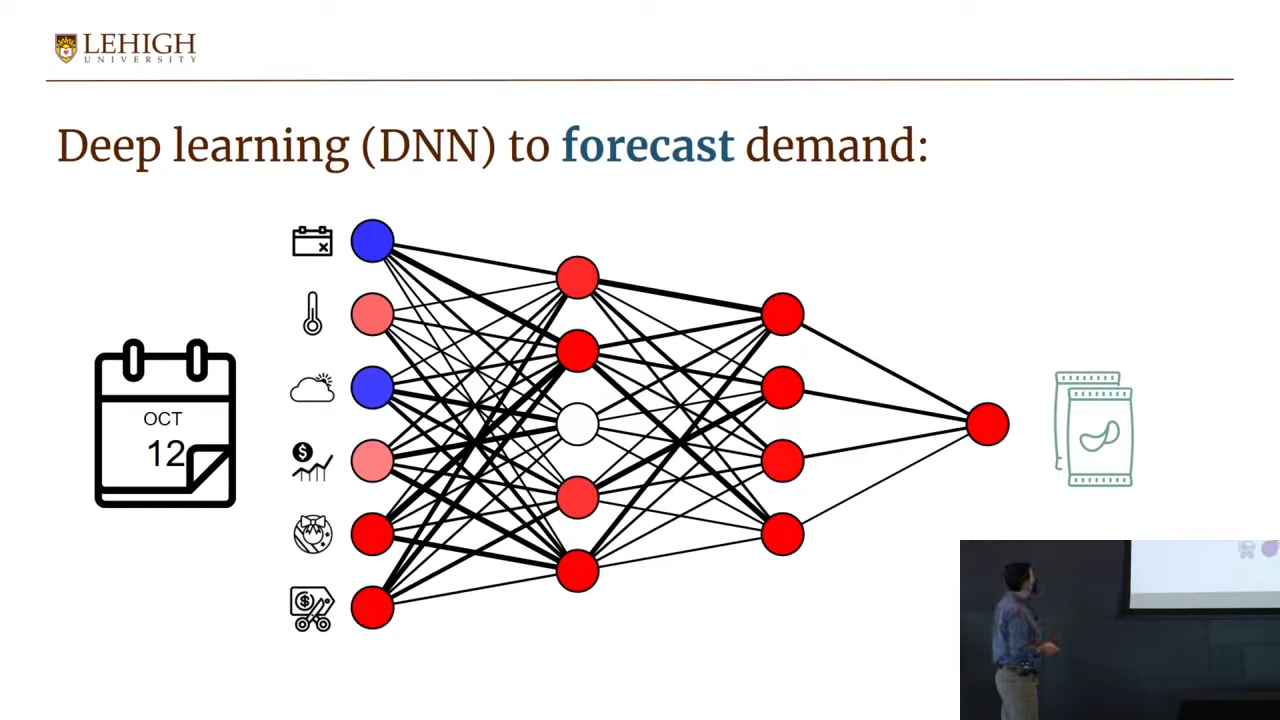 LEHIGH
UNIVERSITY
Deep learning (DNN) to forecast demand:
OCT
12
$
$